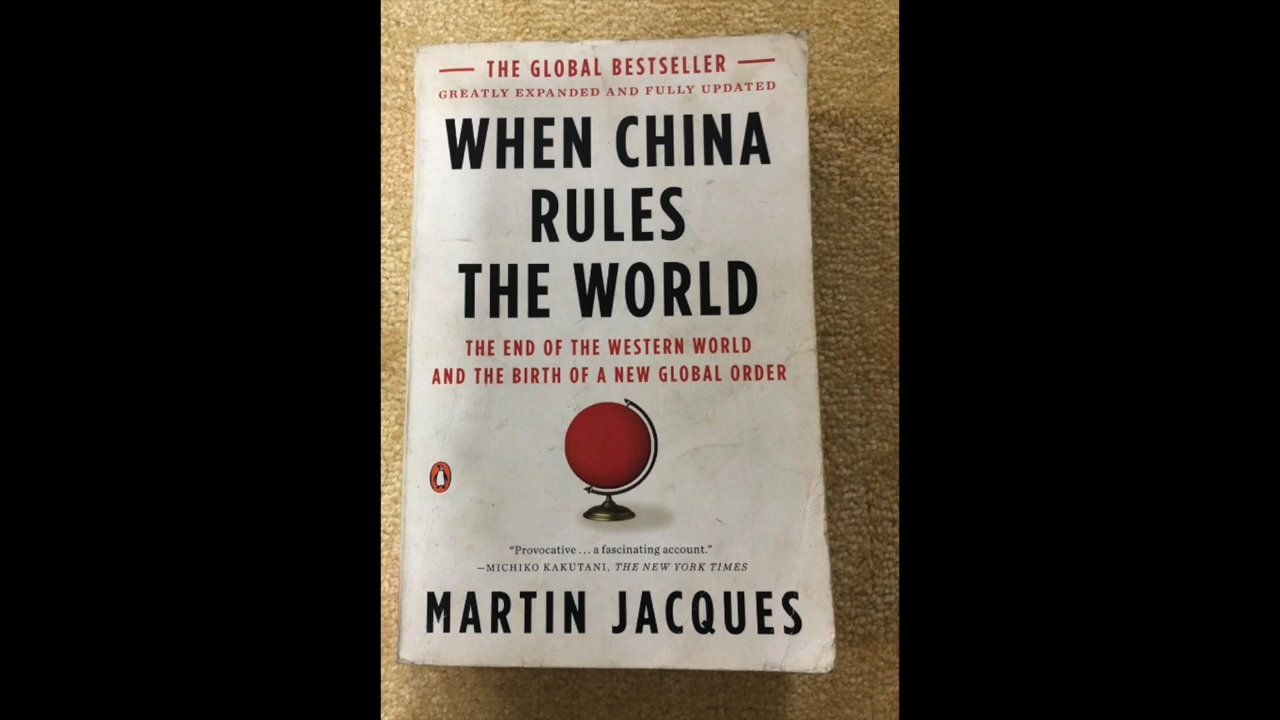 THE GLOBAL BESTSELLER
GREATLY EXPANDED AND FULLY UPDATED
WHEN CHINA
RULES
THE WORLD
THE END OF THE WESTERN WORLD
AND THE BIRTH OF A NEW GLOBAL ORDER
“Provocative . . . a fascinating account.”
—MICHIKO KAKUTANI, THE NEW YORK TIMES
MARTIN JACQUES